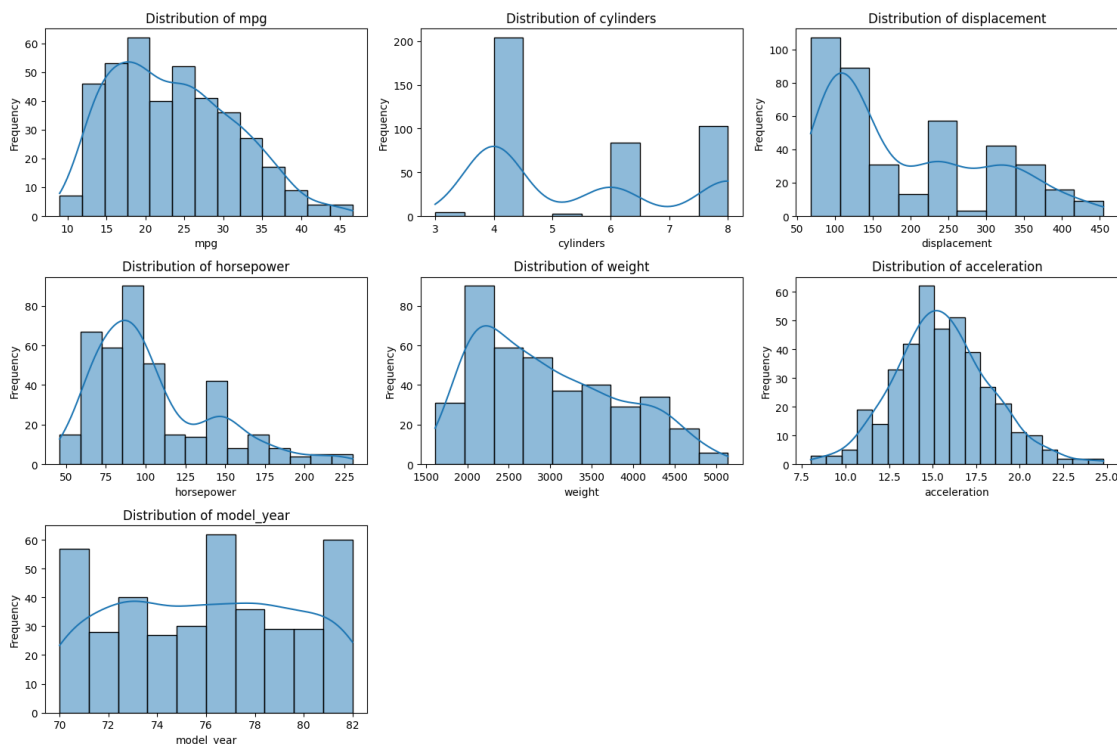 Distribution of mpg
Frequency
60
50
40
30
20
10
0
10 15 20 25 30 35 40 45
mpg
Distribution of cylinders
Frequency
200
150
100
50
0
3 4 5 6 7 8
cylinders
Distribution of displacement
Frequency
100
80
60
40
20
0
50 100 150 200 250 300 350 400 450
displacement
Distribution of horsepower
Frequency
80
60
40
20
0
50 75 100 125 150 175 200 225
horsepower
Distribution of weight
Frequency
80
60
40
20
0
1500 2000 2500 3000 3500 4000 4500 5000
weight
Distribution of acceleration
Frequency
60
50
40
30
20
10
0
7.5 10.0 12.5 15.0 17.5 20.0 22.5 25.0
acceleration
Distribution of model_year
Frequency
60
50
40
30
20
10
0
70 72 74 76 78 80 82
model_year